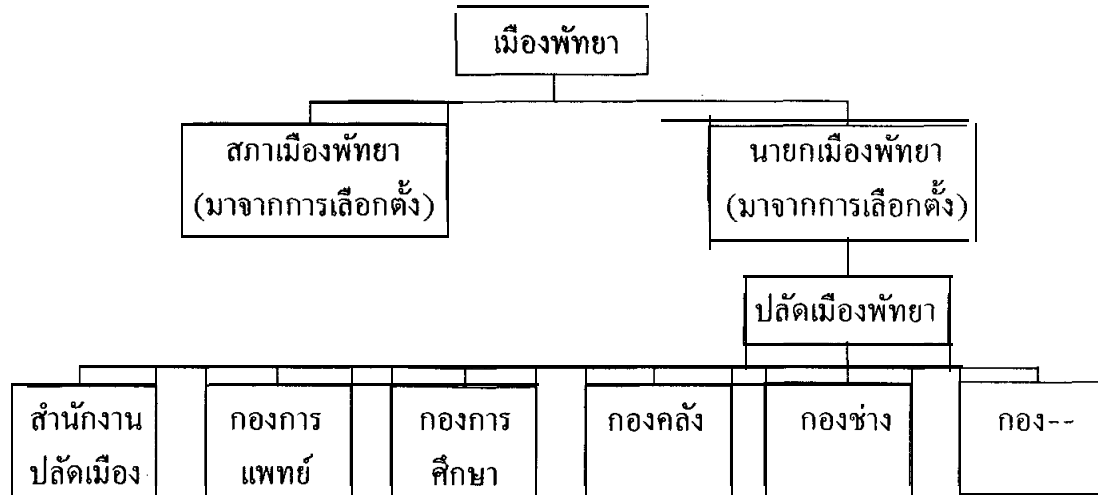 เมืองพัทยา
สภาเมืองพัทยา
(มาจากการเลือกตั้ง)
นายกเมืองพัทยา
(มาจากการเลือกตั้ง)
ปลัดเมืองพัทยา
สำนักงาน
ปลัดเมือง
กองการ
แพทย์
กองการ
ศึกษา
กองคลัง
กองช่าง
กอง--